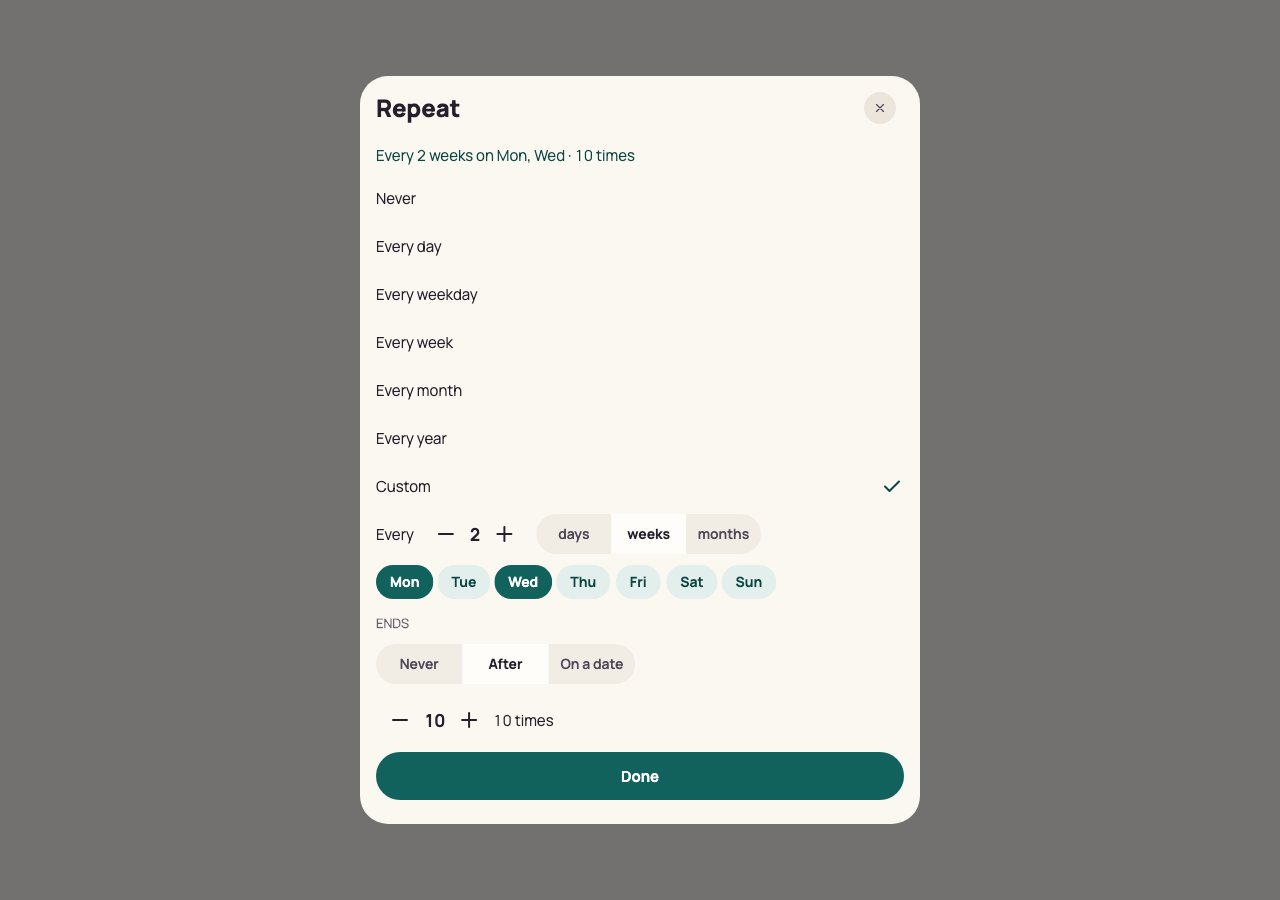 Repeat
Every 2 weeks on Mon, Wed · 10 times
Never
Every day
Every weekday
Every week
Every month
Every year
Custom
Every 2 days weeks months
Mon Tue Wed Thu Fri Sat Sun
ENDS
Never After On a date
10 10 times
Done